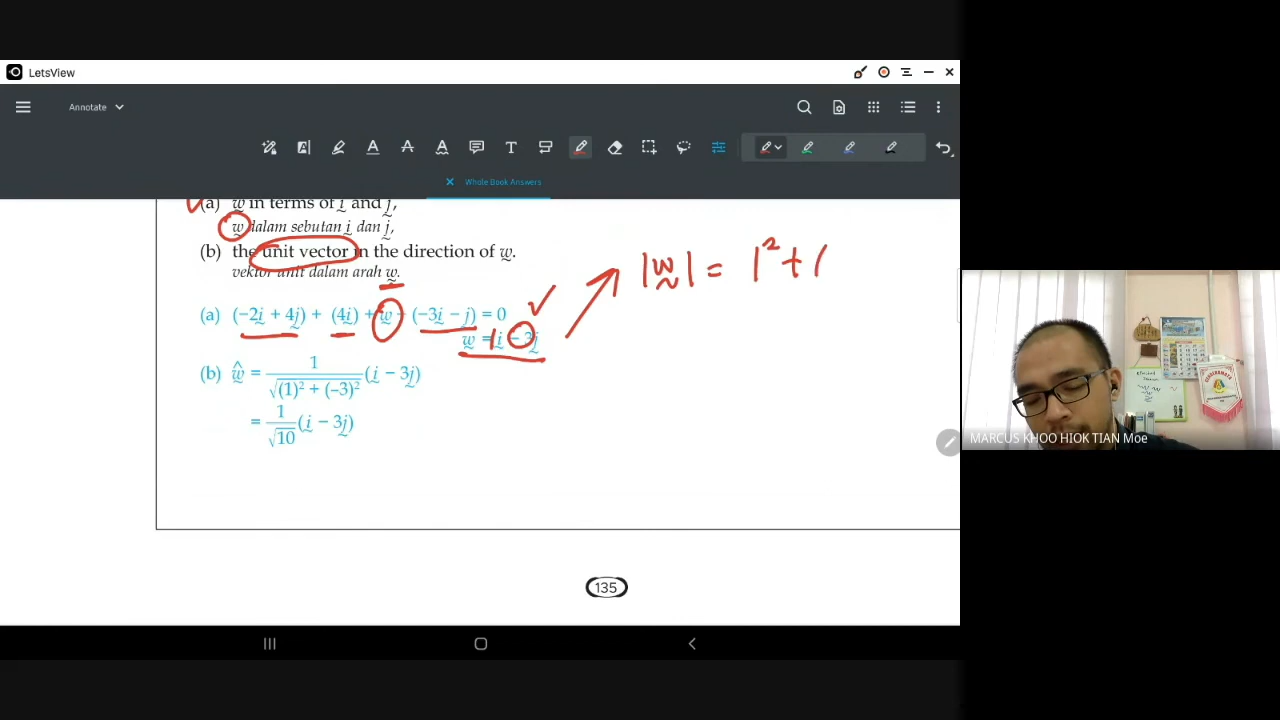 LetsView
Annotate
Whole Book Answers
(a) w in terms of i and j,
w dalam sebutan i dan j,
(b) the unit vector in the direction of w.
vektor unit dalam arah w.
|w| = 1² + (
(a) (−2i + 4j) + (4i) + w + (−3i − j) = 0
w = 1i − 3j
(b) ŵ = 1/√(1)² + (−3)² (i − 3j)
= 1/√10 (i − 3j)
135
MARCUS KHOO HIOK TIAN Moe